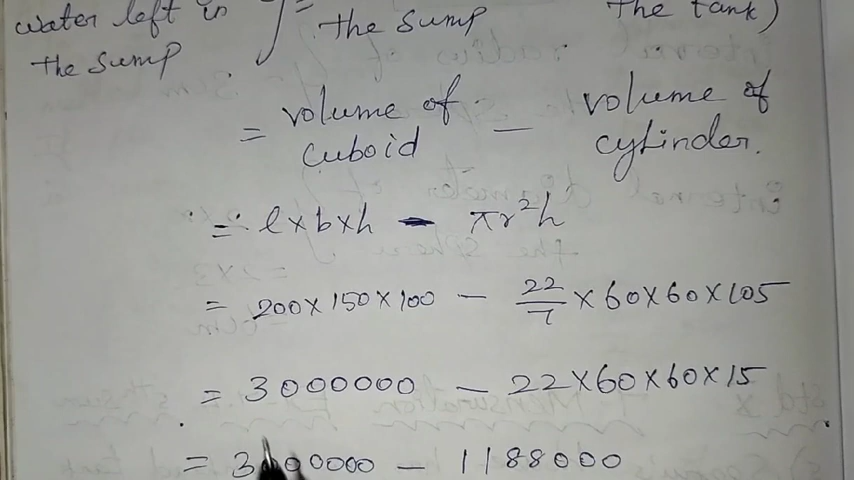 water left in } = the sump the tank)
the sump
= volume of cuboid — volume of cylinder.
= l×b×h - πr²h
= 200×150×100 — 22/7 ×60×60×105
= 3000000 — 22×60×60×15
= 3000000 — 1188000